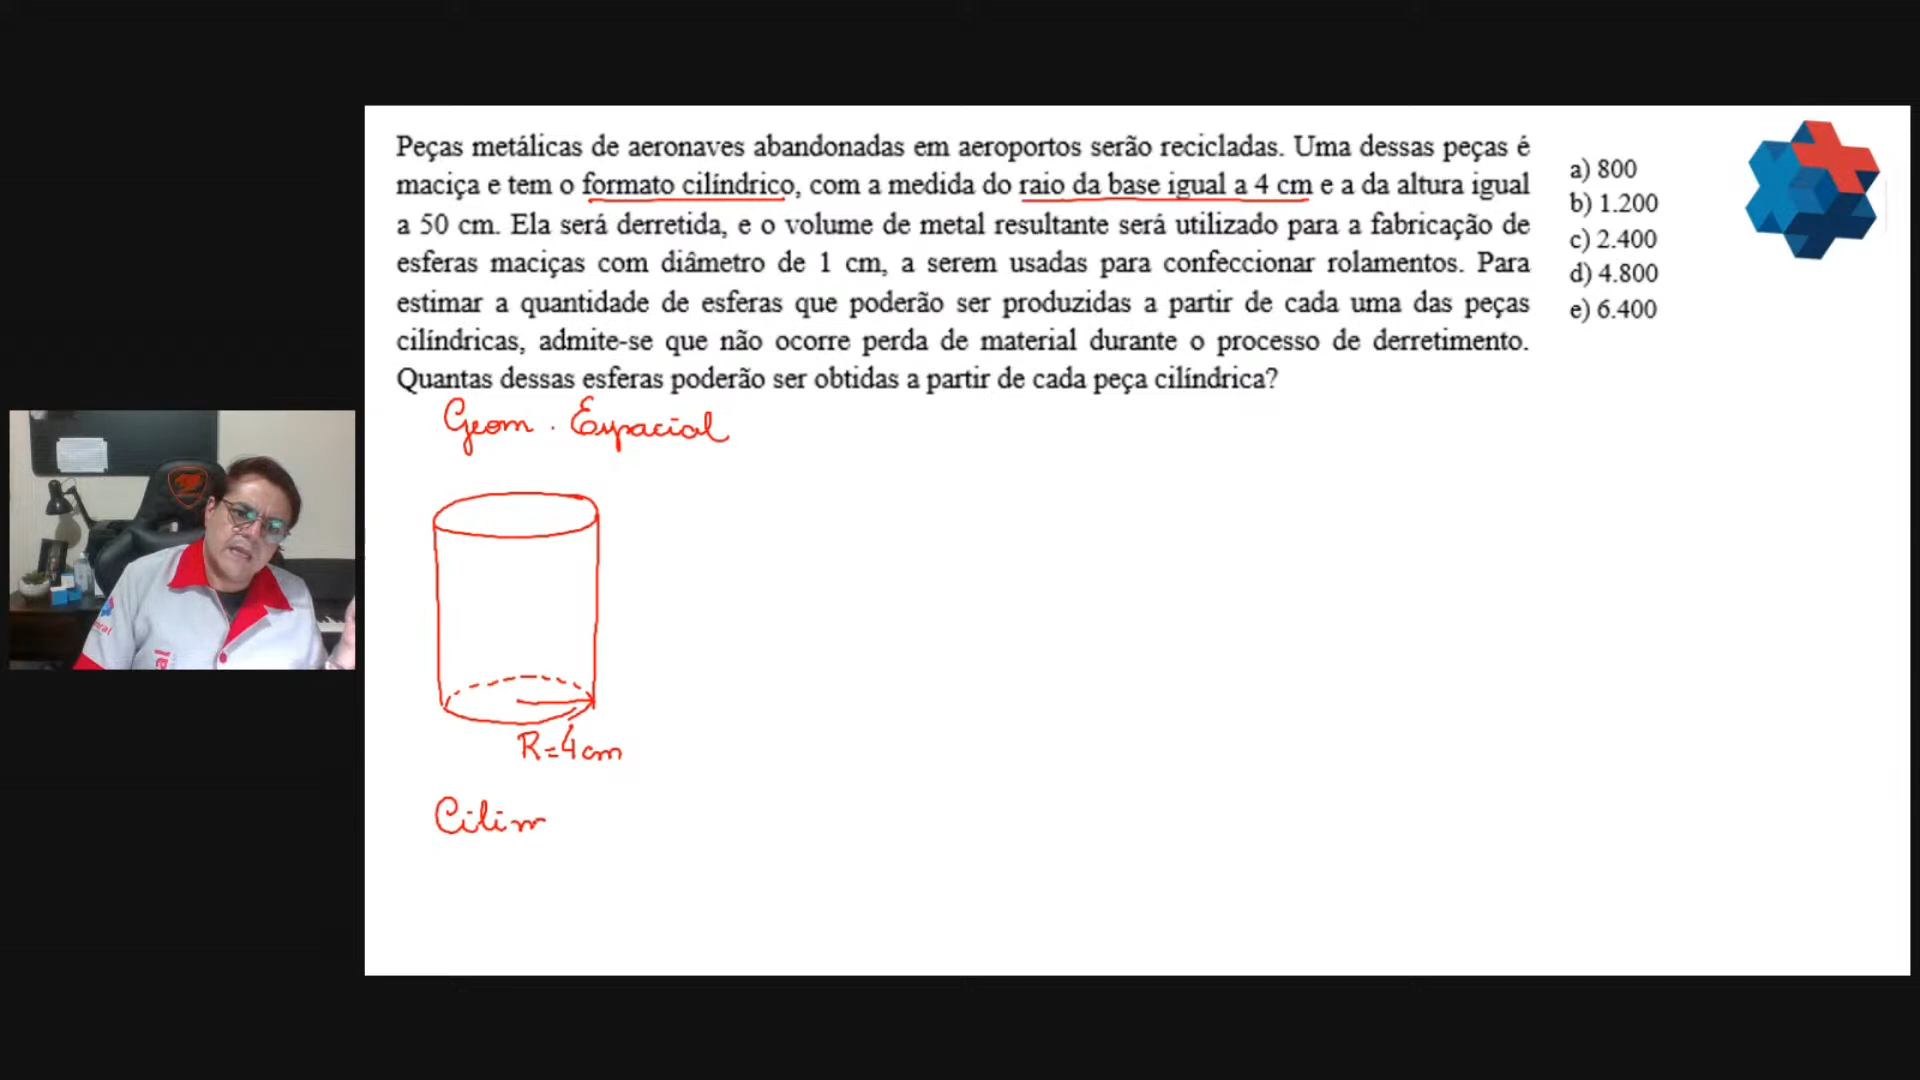 Peças metálicas de aeronaves abandonadas em aeroportos serão recicladas. Uma dessas peças é
maciça e tem o formato cilíndrico, com a medida do raio da base igual a 4 cm e a da altura igual
a 50 cm. Ela será derretida, e o volume de metal resultante será utilizado para a fabricação de
esferas maciças com diâmetro de 1 cm, a serem usadas para confeccionar rolamentos. Para
estimar a quantidade de esferas que poderão ser produzidas a partir de cada uma das peças
cilíndricas, admite-se que não ocorre perda de material durante o processo de derretimento.
Quantas dessas esferas poderão ser obtidas a partir de cada peça cilíndrica?
a) 800
b) 1.200
c) 2.400
d) 4.800
e) 6.400
Geom. Espacial
R=4cm
Cilin